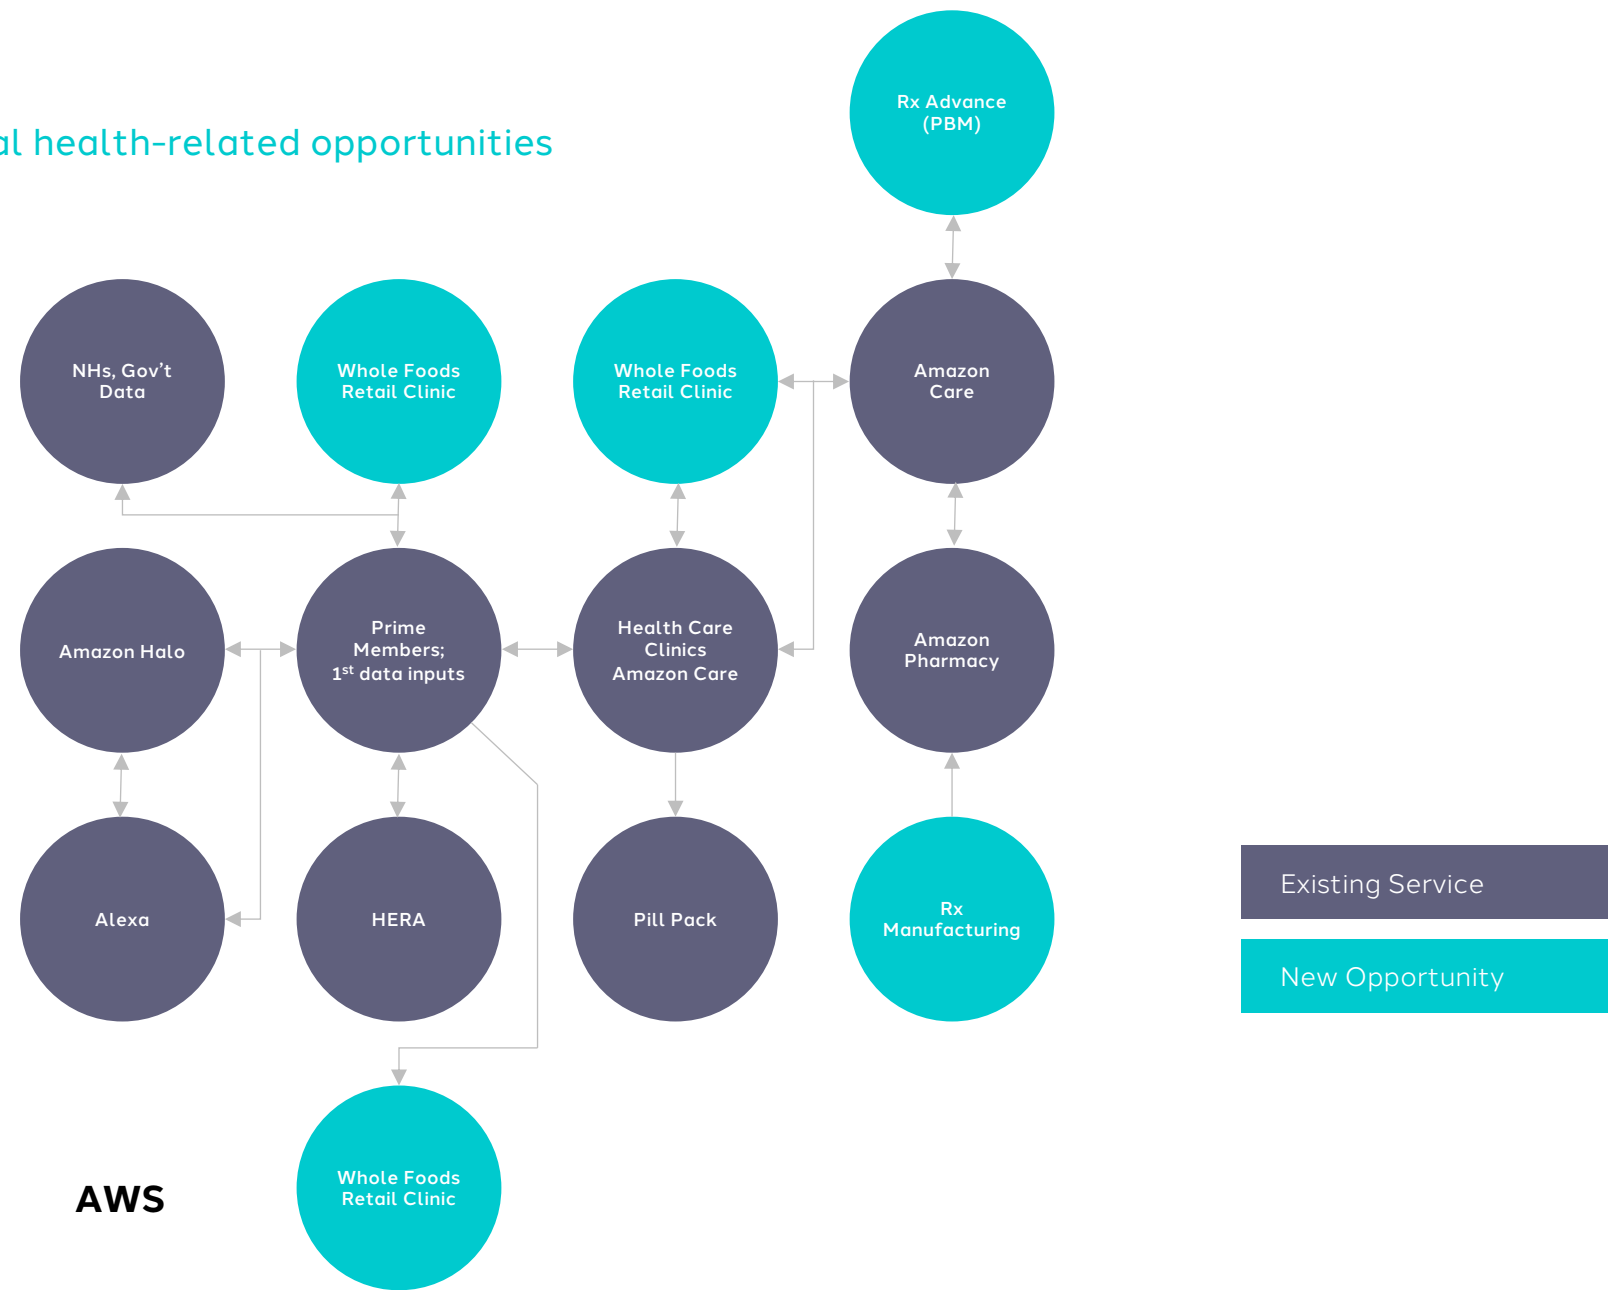 Rx Advance
(PBM)
health-related opportunities
NHs, Gov’t
Data
Whole Foods
Retail Clinic
Whole Foods
Retail Clinic
Amazon
Care
Amazon Halo
Prime
Members;
1st data inputs
Health Care
Clinics
Amazon Care
Amazon
Pharmacy
Alexa
HERA
Pill Pack
Rx
Manufacturing
Existing Service
New Opportunity
Whole Foods
Retail Clinic
AWS